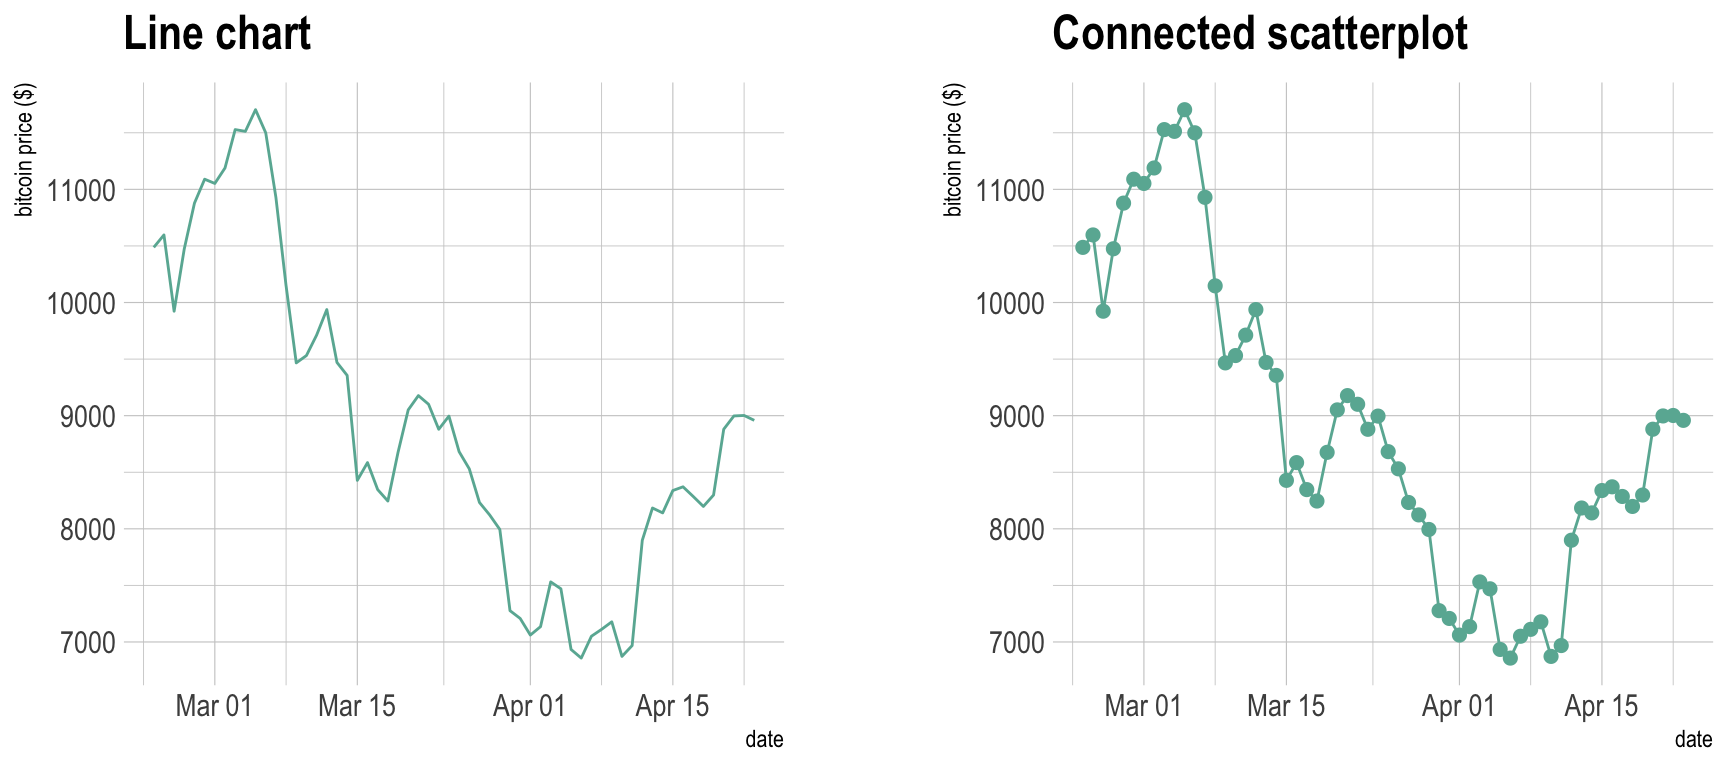 Line chart
bitcoin price ($)
11000
10000
9000
8000
7000
Mar 01 Mar 15 Apr 01 Apr 15
date
Connected scatterplot
bitcoin price ($)
11000
10000
9000
8000
7000
Mar 01 Mar 15 Apr 01 Apr 15
date